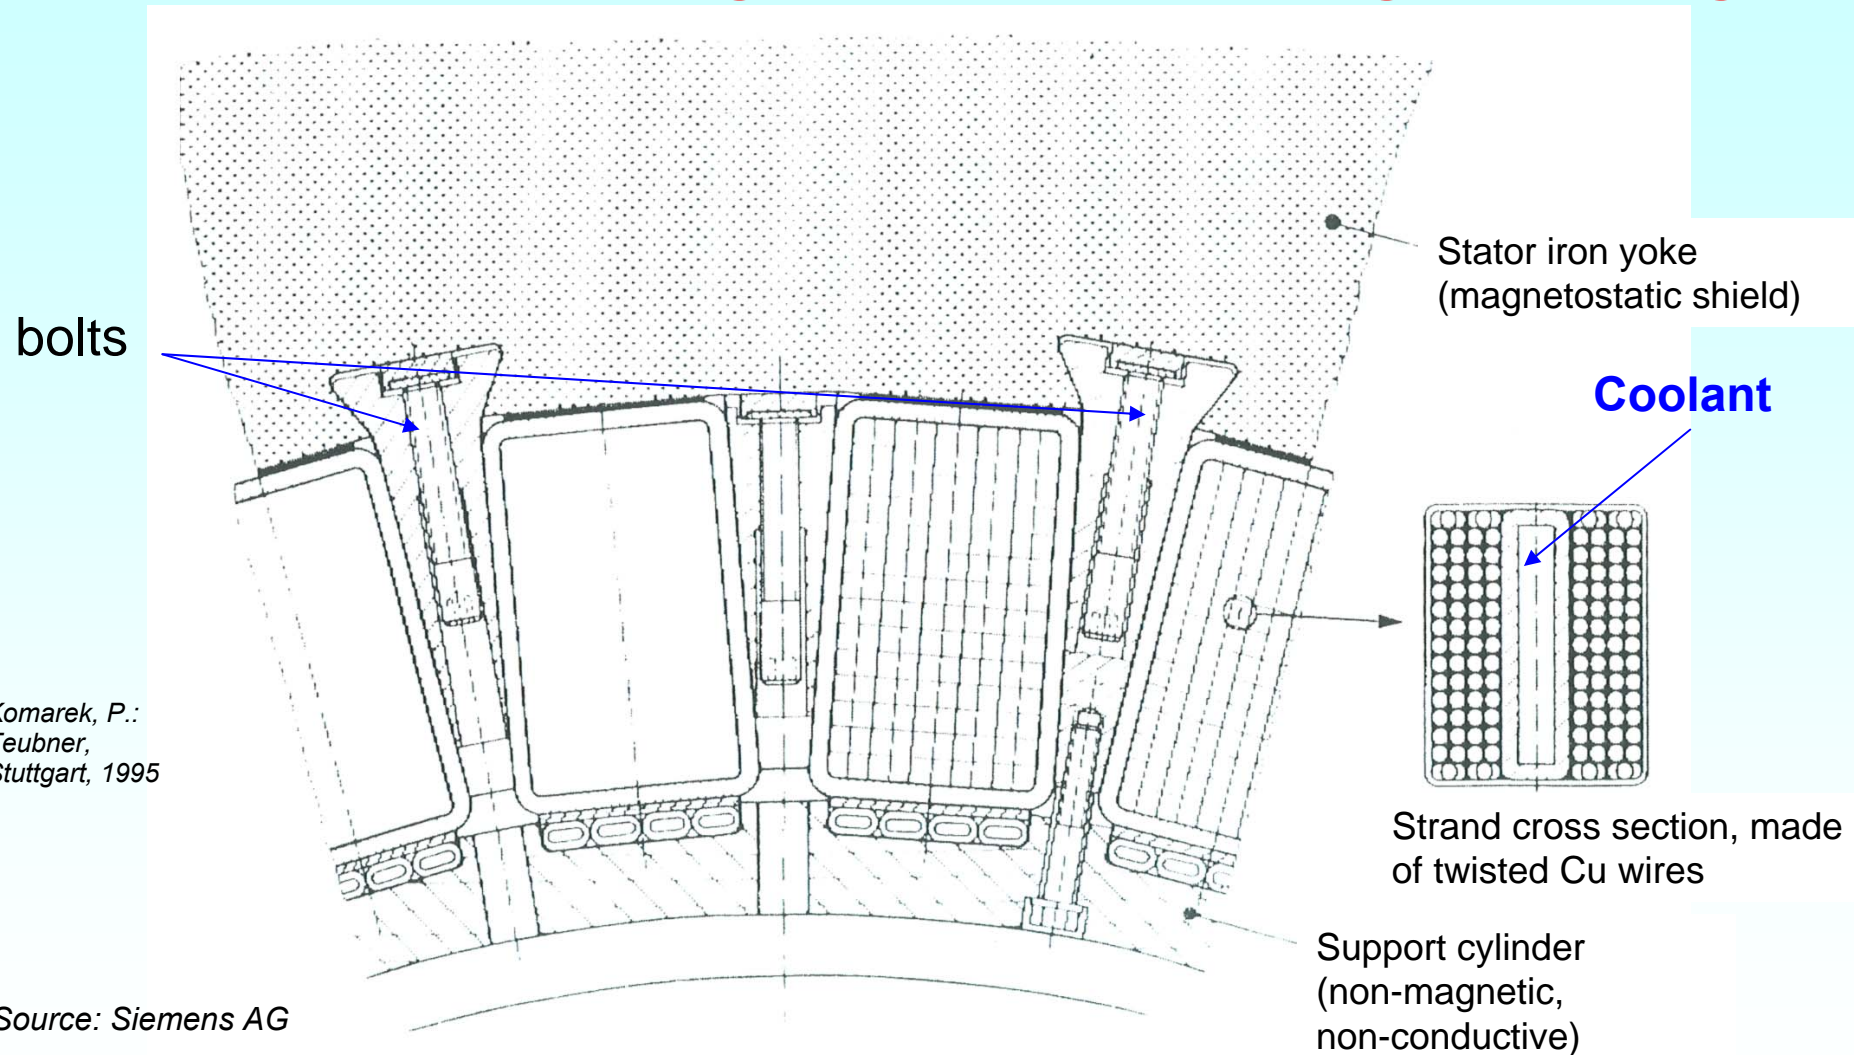 Stator iron yoke
(magnetostatic shield)
bolts
Coolant
Komarek, P.:
Teubner,
Stuttgart, 1995
Strand cross section, made
of twisted Cu wires
Support cylinder
(non-magnetic,
non-conductive)
Source: Siemens AG